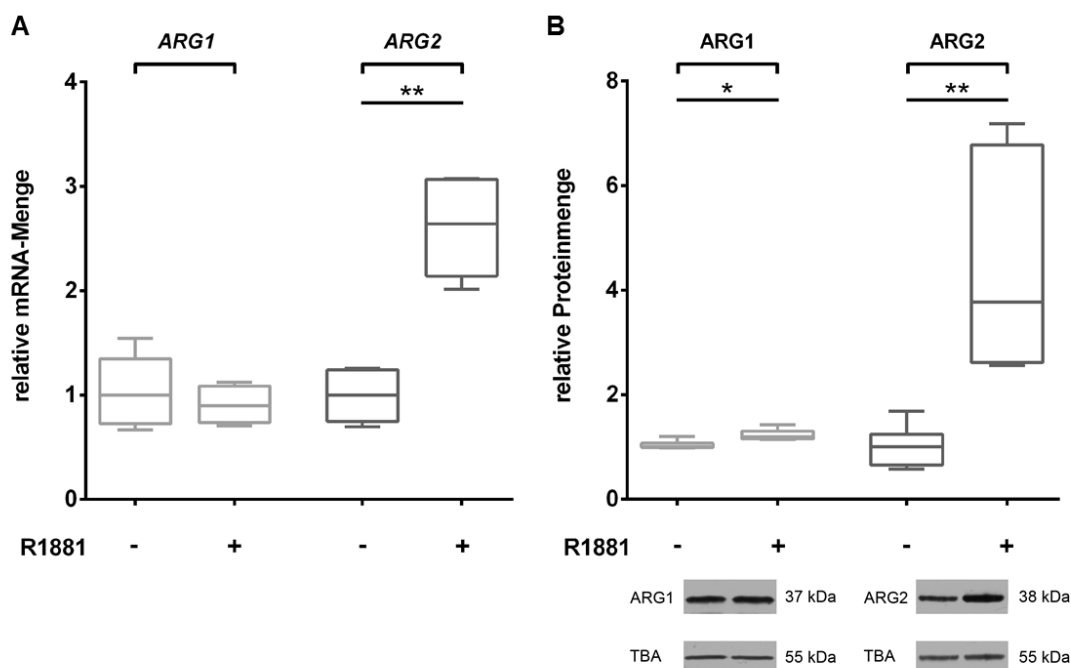 A
ARG1 ARG2
**
relative mRNA-Menge
4
3
2
1
0
R1881 - + - +
B
ARG1 ARG2
* **
relative Proteinmenge
8
6
4
2
0
R1881 - + - +
ARG1 37 kDa ARG2 38 kDa
TBA 55 kDa TBA 55 kDa